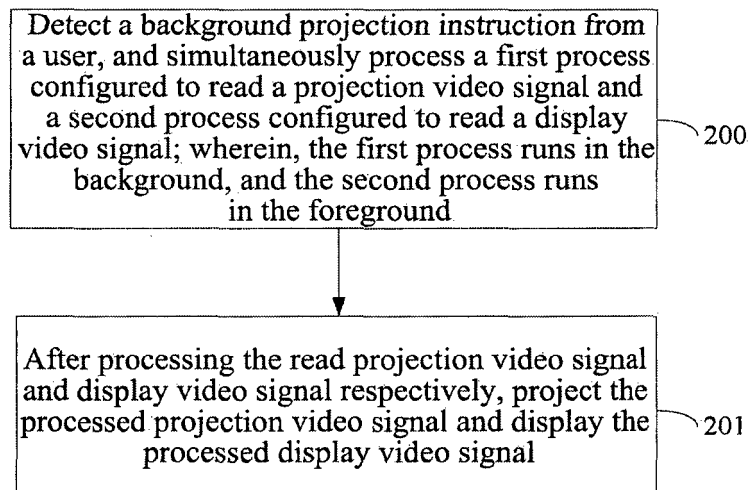 Detect a background projection instruction from
a user, and simultaneously process a first process
configured to read a projection video signal and
a second process configured to read a display
video signal; wherein, the first process runs in the
background, and the second process runs
in the foreground
200
After processing the read projection video signal
and display video signal respectively, project the
processed projection video signal and display the
processed display video signal
201